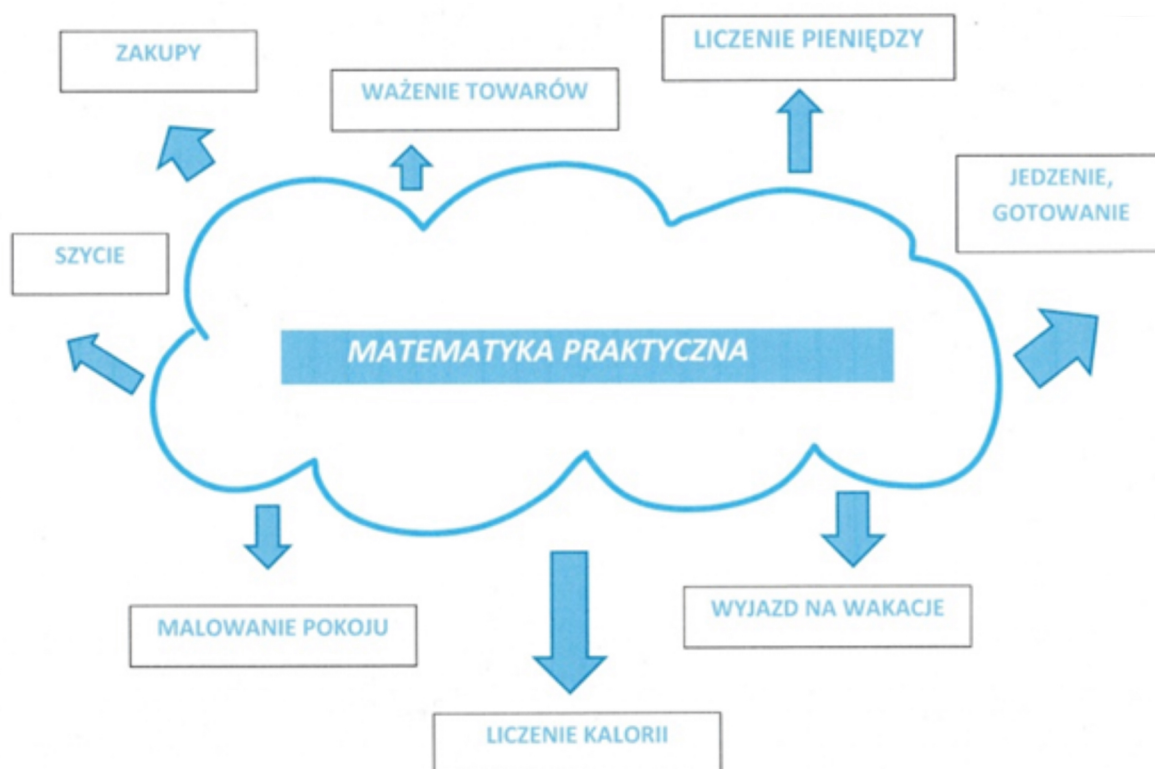 ZAKUPY
WAŻENIE TOWARÓW
LICZENIE PIENIĘDZY
JEDZENIE,
GOTOWANIE
SZYCIE
MATEMATYKA PRAKTYCZNA
MALOWANIE POKOJU
WYJAZD NA WAKACJE
LICZENIE KALORII